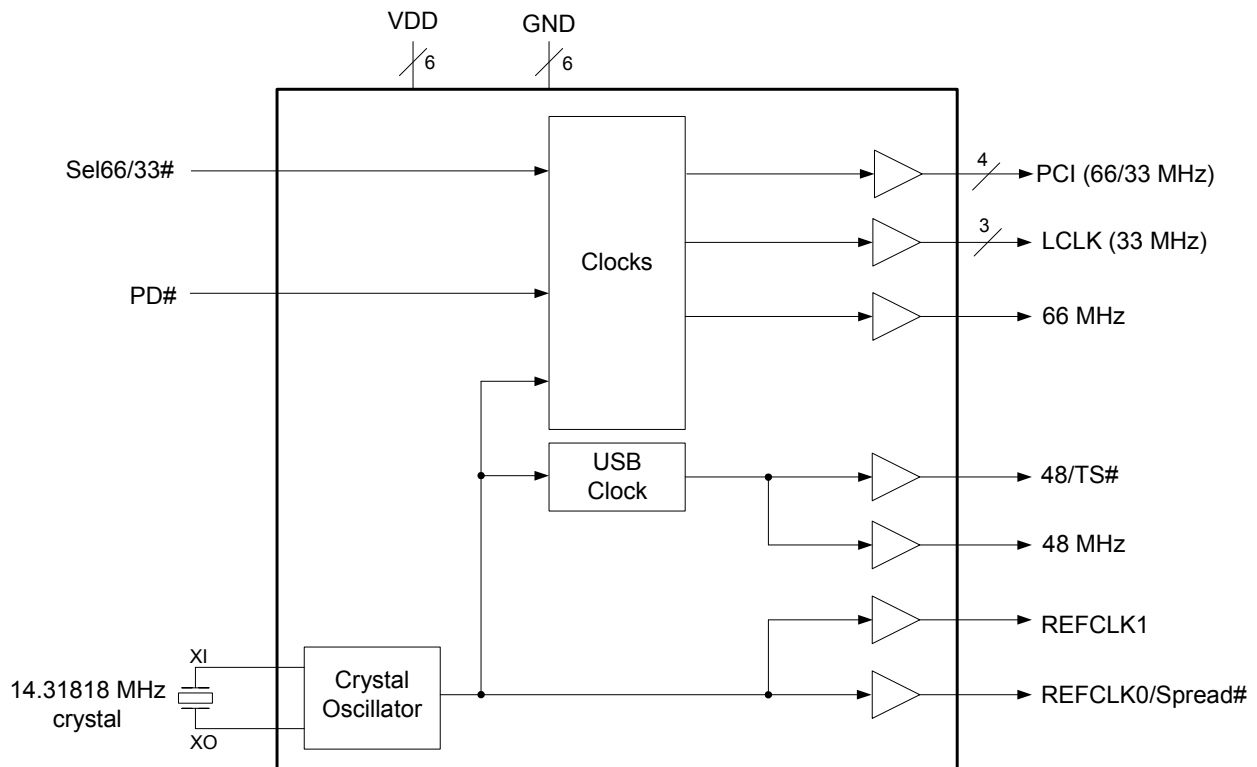 VDD
GND
6
6
Sel66/33#
4
PCI (66/33 MHz)
3
LCLK (33 MHz)
Clocks
PD#
66 MHz
USB
Clock
48/TS#
48 MHz
REFCLK1
XI
14.31818 MHz
crystal
XO
Crystal
Oscillator
REFCLK0/Spread#